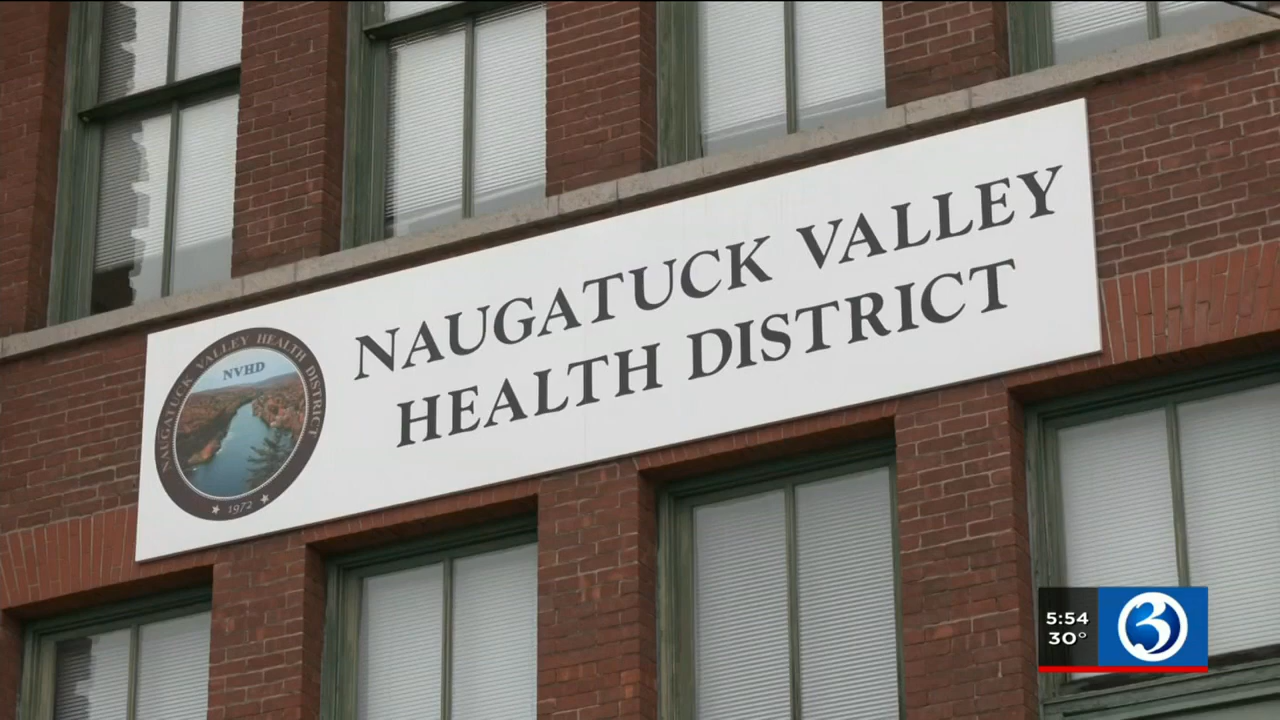 NAUGATUCK VALLEY
HEALTH DISTRICT
NAUGATUCK VALLEY HEALTH DISTRICT
NVHD
1972
5:54
30°
3